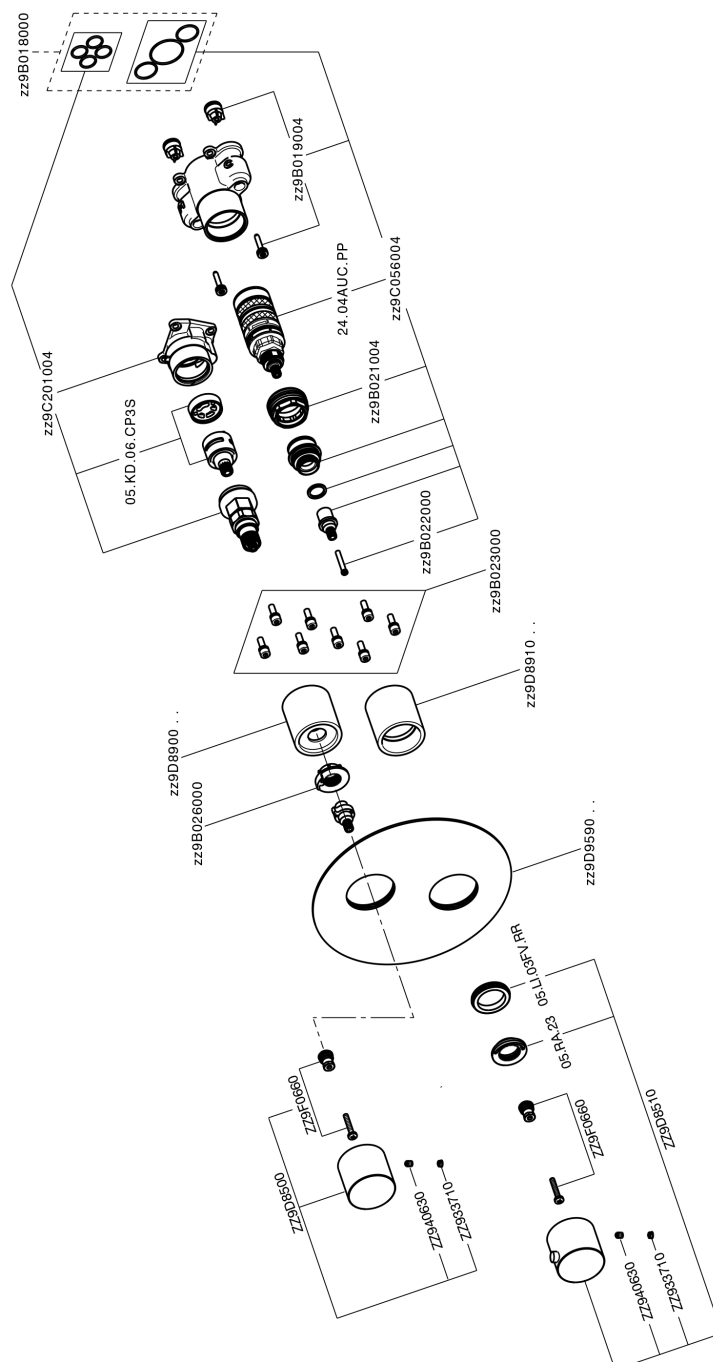 zz9B018000
zz9B019004
24.04AUC.PP
zz9C056004
zz9C201004
05.KD.06.CP3S
zz9B021004
zz9B022000
zz9B023000
zz9D8910 . .
zz9D8900 . .
zz9B026000
zz9D9590 . .
05.LI.03FV.RR
05.RA.23
ZZ9F0660
ZZ9D8500
ZZ940630
ZZ933710
ZZ9F0660
ZZ9D8510
ZZ940630
ZZ933710